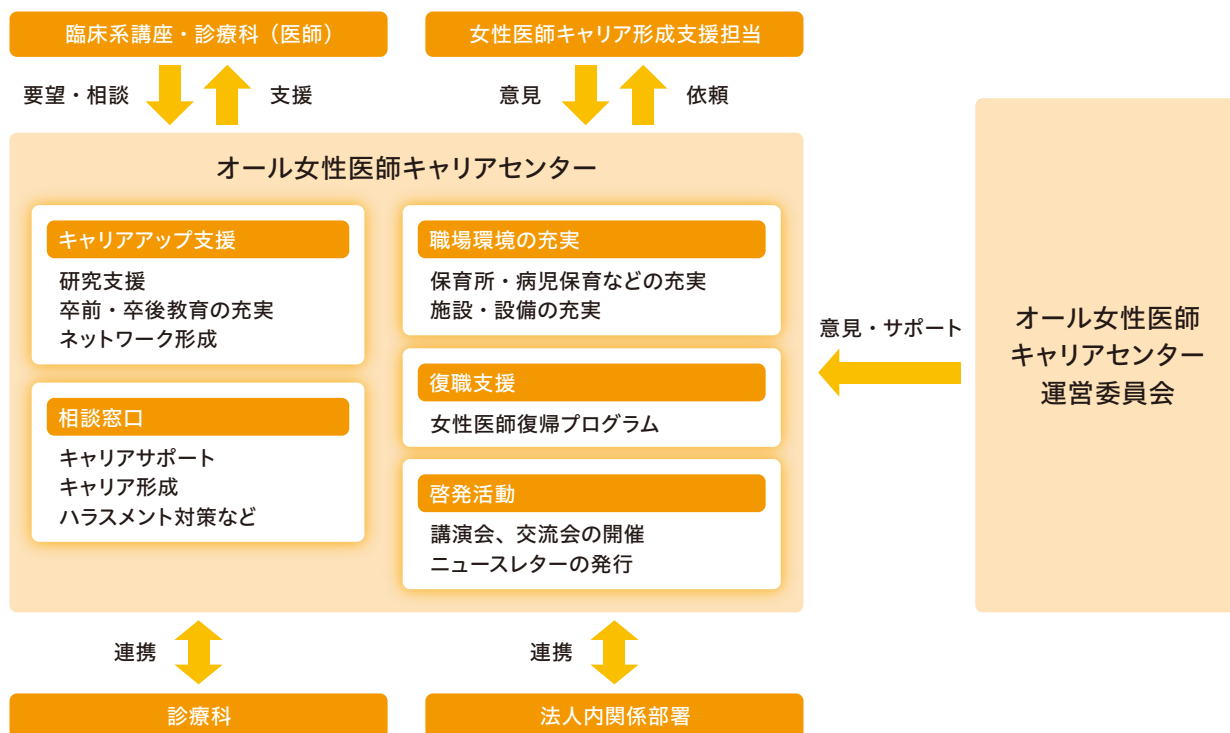 臨床系講座・診療科（医師）
女性医師キャリア形成支援担当
要望・相談
支援
意見
依頼
オール女性医師キャリアセンター
キャリアアップ支援
研究支援
卒前・卒後教育の充実
ネットワーク形成
相談窓口
キャリアサポート
キャリア形成
ハラスメント対策など
職場環境の充実
保育所・病児保育などの充実
施設・設備の充実
復職支援
女性医師復帰プログラム
啓発活動
講演会、交流会の開催
ニュースレターの発行
意見・サポート
オール女性医師
キャリアセンター
運営委員会
連携
連携
診療科
法人内関係部署